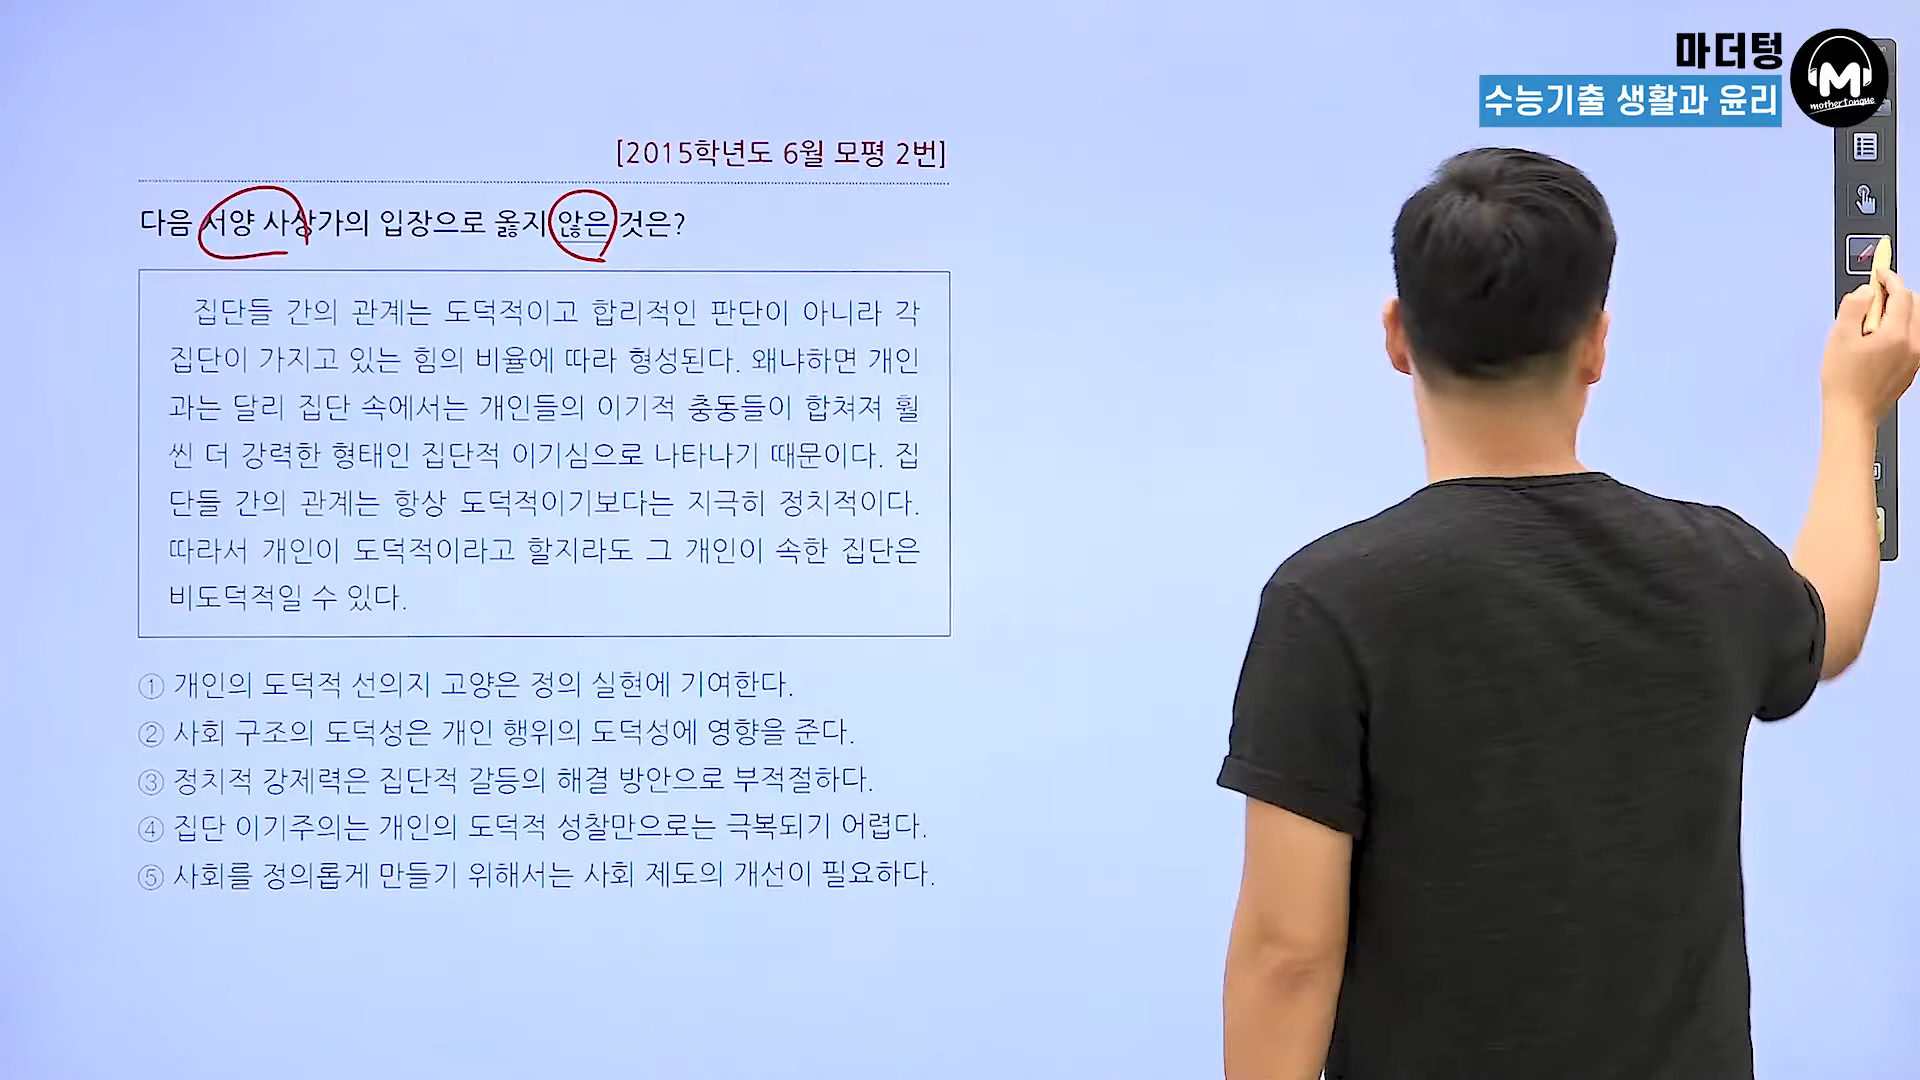 마더텅
수능기출 생활과 윤리
mothertongue
[2015학년도 6월 모평 2번]
다음 서양 사상가의 입장으로 옳지 않은 것은?
집단들 간의 관계는 도덕적이고 합리적인 판단이 아니라 각
집단이 가지고 있는 힘의 비율에 따라 형성된다. 왜냐하면 개인
과는 달리 집단 속에서는 개인들의 이기적 충동들이 합쳐져 훨
씬 더 강력한 형태인 집단적 이기심으로 나타나기 때문이다. 집
단들 간의 관계는 항상 도덕적이기보다는 지극히 정치적이다.
따라서 개인이 도덕적이라고 할지라도 그 개인이 속한 집단은
비도덕적일 수 있다.
① 개인의 도덕적 선의지 고양은 정의 실현에 기여한다.
② 사회 구조의 도덕성은 개인 행위의 도덕성에 영향을 준다.
③ 정치적 강제력은 집단적 갈등의 해결 방안으로 부적절하다.
④ 집단 이기주의는 개인의 도덕적 성찰만으로는 극복되기 어렵다.
⑤ 사회를 정의롭게 만들기 위해서는 사회 제도의 개선이 필요하다.